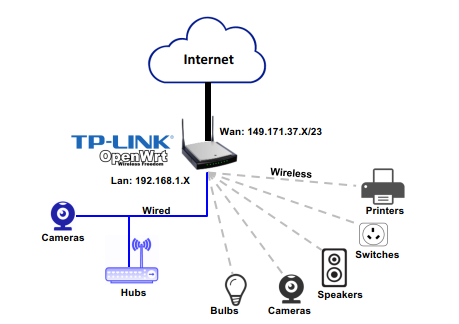 Internet
Wan: 149.171.37.X/23
TP-LINK®
OpenWrt
Wireless Freedom
Lan: 192.168.1.X
Wireless
Wired
Printers
Cameras
Switches
Hubs
Speakers
Bulbs
Cameras